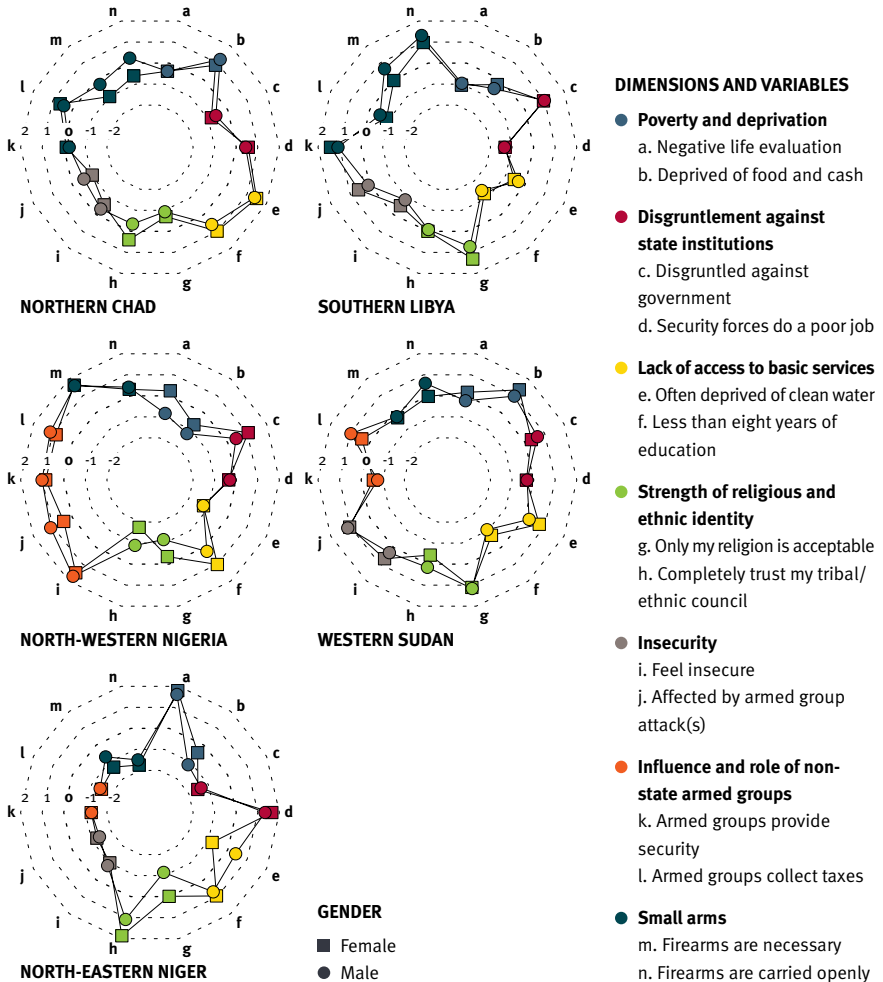 n a
m b
l c
2 1 0 -1 -2
k d
j e
i f
h g
NORTHERN CHAD
n a
m b
l c
2 1 0 -1 -2
k d
j e
i f
h g
SOUTHERN LIBYA
n a
m b
l c
2 1 0 -1 -2
k d
j e
i f
h g
NORTH-WESTERN NIGERIA
n a
m b
l c
2 1 0 -1 -2
k d
j e
i f
h g
WESTERN SUDAN
n a
m b
l c
2 1 0 -1 -2
k d
j e
i f
h g
NORTH-EASTERN NIGER
GENDER
Female
Male
DIMENSIONS AND VARIABLES
Poverty and deprivation
a. Negative life evaluation
b. Deprived of food and cash
Disgruntlement against
state institutions
c. Disgruntled against
government
d. Security forces do a poor job
Lack of access to basic services
e. Often deprived of clean water
f. Less than eight years of
education
Strength of religious and
ethnic identity
g. Only my religion is acceptable
h. Completely trust my tribal/
ethnic council
Insecurity
i. Feel insecure
j. Affected by armed group
attack(s)
Influence and role of non-
state armed groups
k. Armed groups provide
security
l. Armed groups collect taxes
Small arms
m. Firearms are necessary
n. Firearms are carried openly